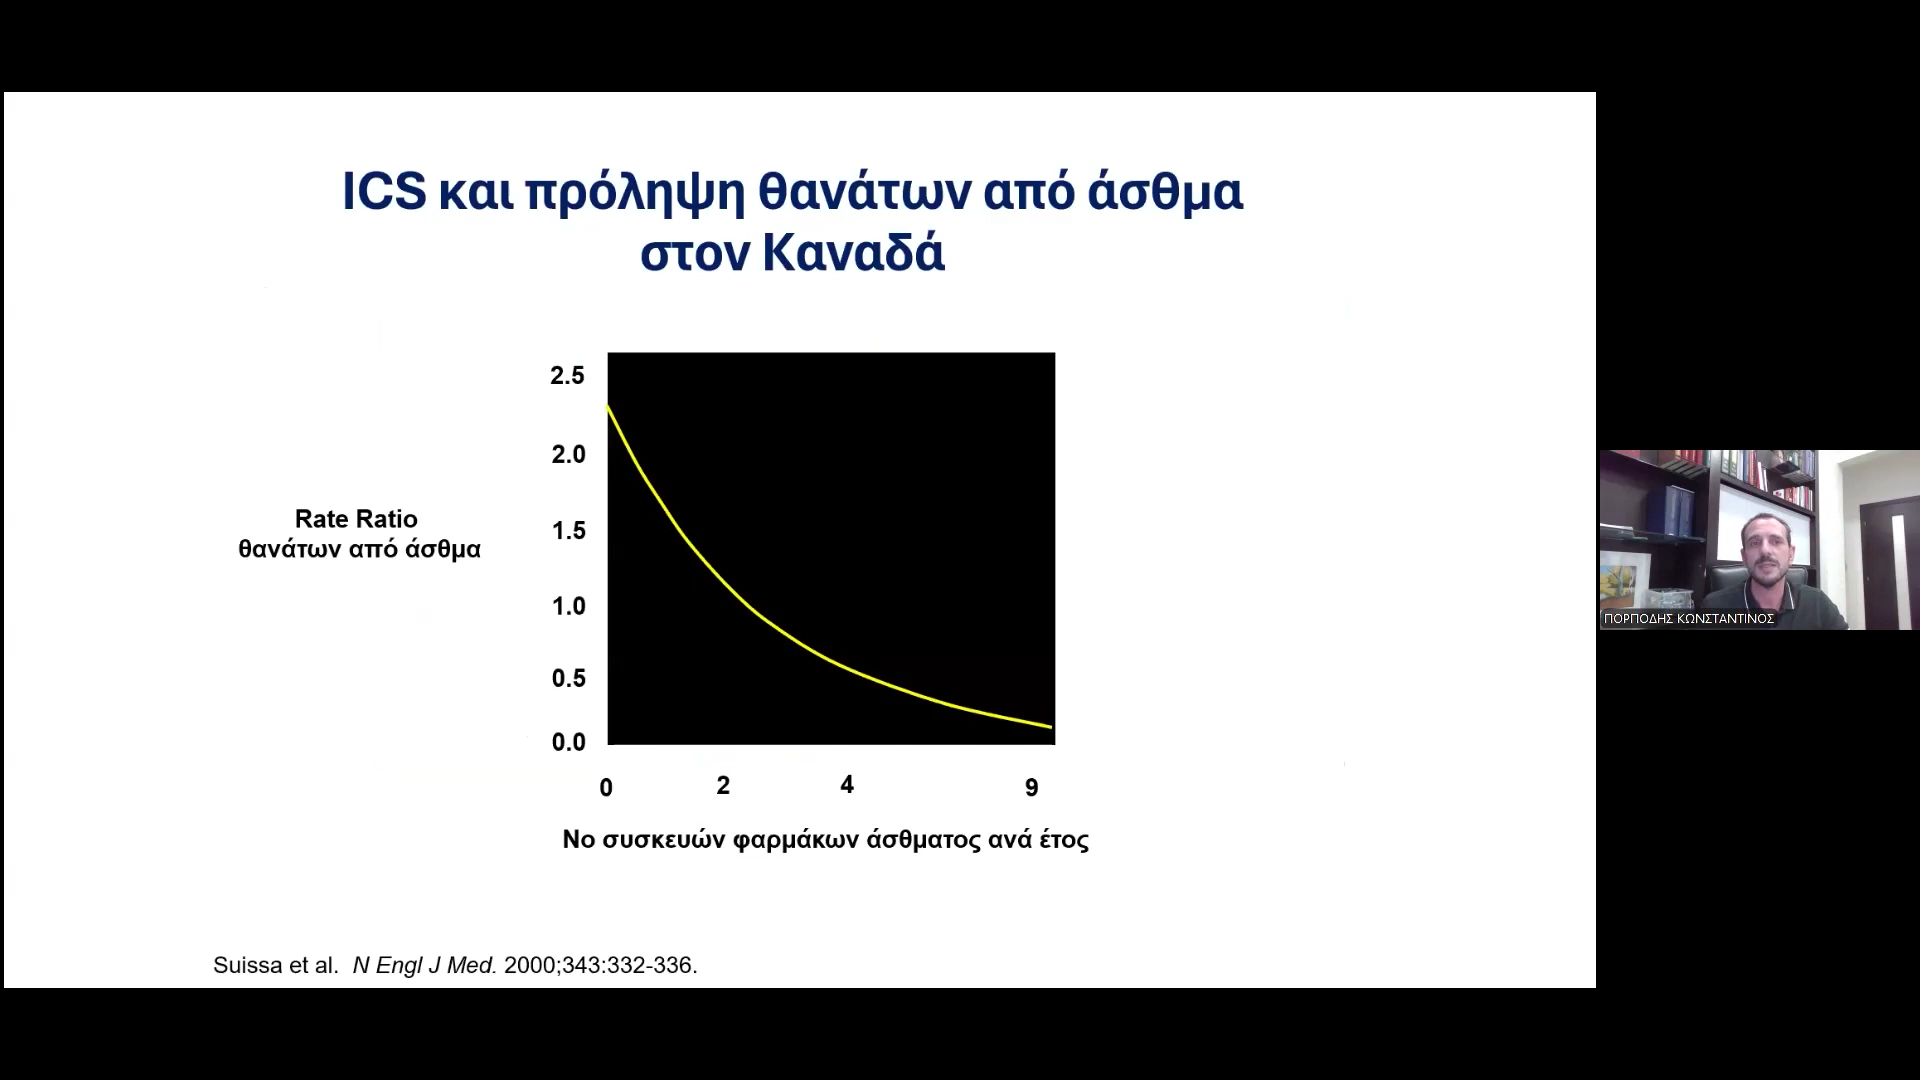 ICS και πρόληψη θανάτων από άσθμα
στον Καναδά
2.5
2.0
Rate Ratio
θανάτων από άσθμα
1.5
1.0
0.5
0.0
0 2 4 9
Νο συσκευών φαρμάκων άσθματος ανά έτος
Suissa et al. N Engl J Med. 2000;343:332-336.
ΠΟΡΠΟΔΗΣ ΚΩΝΣΤΑΝΤΙΝΟΣ